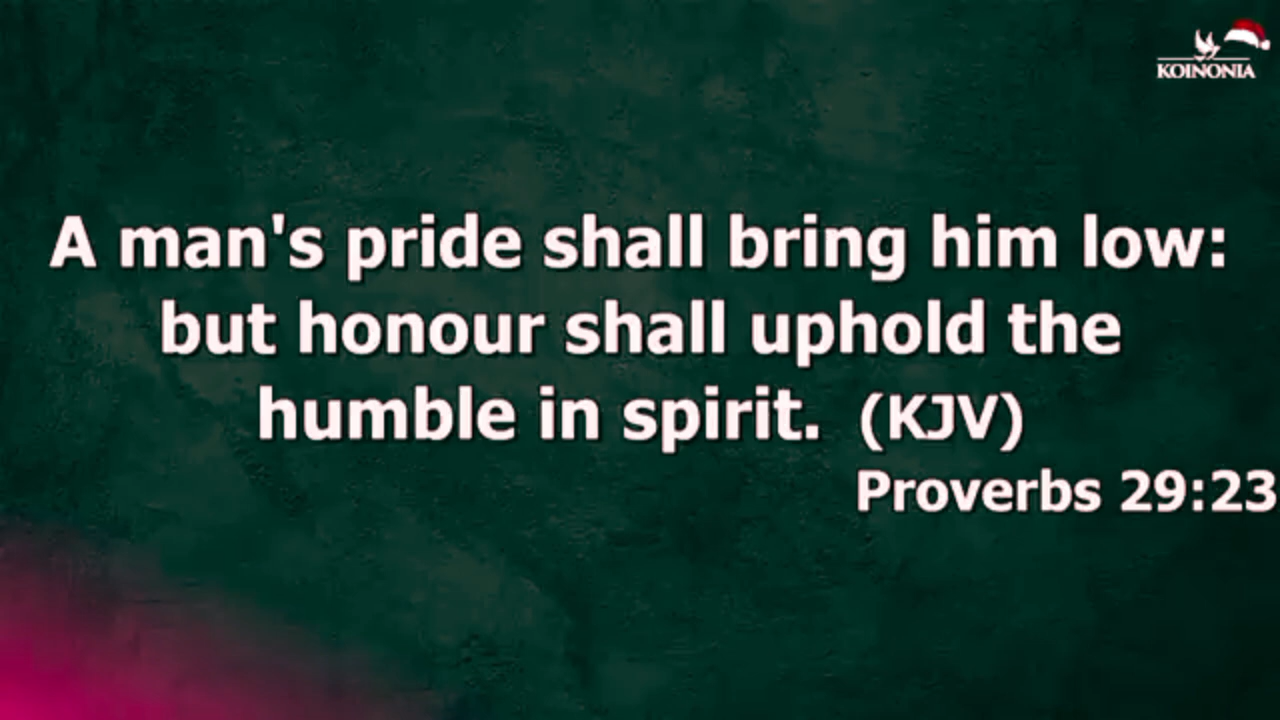 KOINONIA
A man's pride shall bring him low:
but honour shall uphold the
humble in spirit. (KJV)
Proverbs 29:23